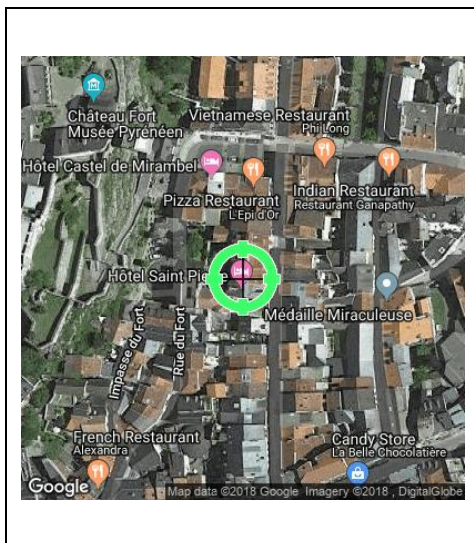 Château Fort
Musée Pyrénéen
Vietnamese Restaurant
Phi Long
Hôtel Castel de Mirambel
Pizza Restaurant
L'Epi d'Or
Indian Restaurant
Restaurant Ganapathy
Hôtel Saint Pierre
Médaille Miraculeuse
Impasse du Fort
Rue du Fort
French Restaurant
Alexandra
Candy Store
La Belle Chocolatière
Google
Map data ©2018 Google Imagery ©2018 , DigitalGlobe